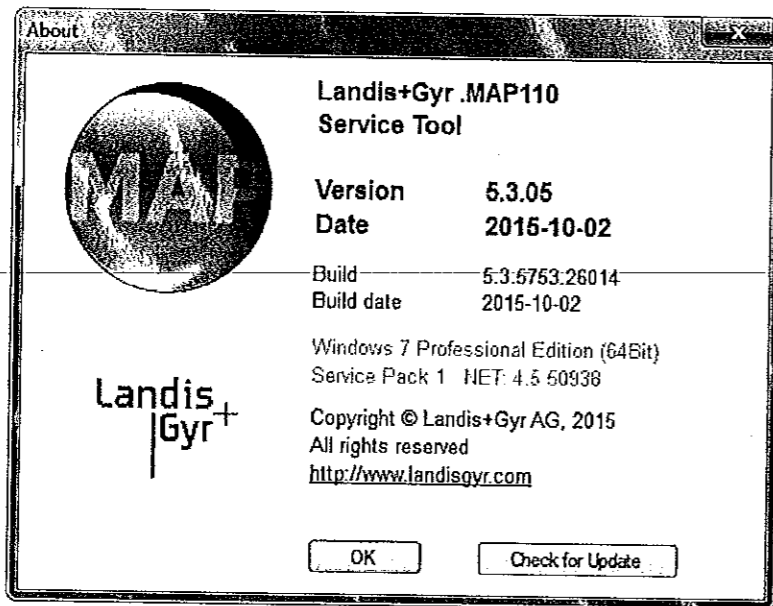 About
X
MAP
Landis+Gyr .MAP110
Service Tool
Version 5.3.05
Date 2015-10-02
Build 5.3.5753.26014
Build date 2015-10-02
Windows 7 Professional Edition (64Bit)
Service Pack 1 NET: 4.5 50938
Landis
Gyr+
Copyright © Landis+Gyr AG, 2015
All rights reserved
http://www.landisgyr.com
OK Check for Update